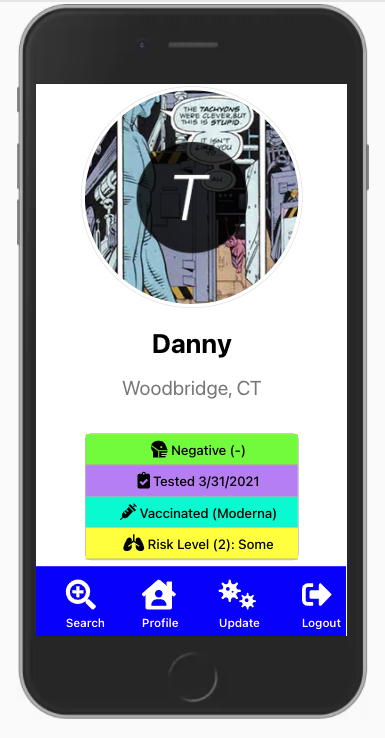 THE TACHYONS
WERE CLEVER, BUT
THIS IS STUPID.
IT ISN'T
YOU
T
Danny
Woodbridge, CT
Negative (-)
Tested 3/31/2021
Vaccinated (Moderna)
Risk Level (2): Some
Search Profile Update Logout